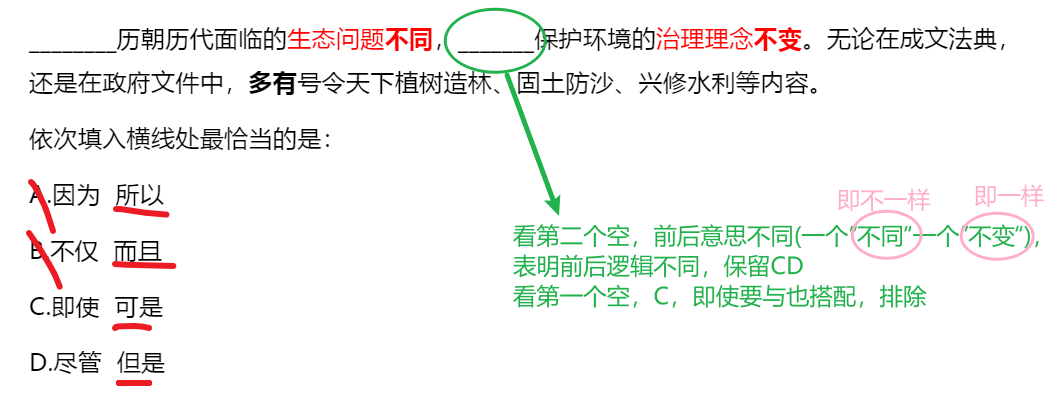 ________历朝历代面临的生态问题不同，_______保护环境的治理理念不变。无论在成文法典，
还是在政府文件中，多有号令天下植树造林、固土防沙、兴修水利等内容。
依次填入横线处最恰当的是：
A.因为 所以
B.不仅 而且
C.即使 可是
D.尽管 但是
即不一样
即一样
看第二个空，前后意思不同(一个“不同“一个“不变“)，
表明前后逻辑不同，保留CD
看第一个空，C，即使要与也搭配，排除